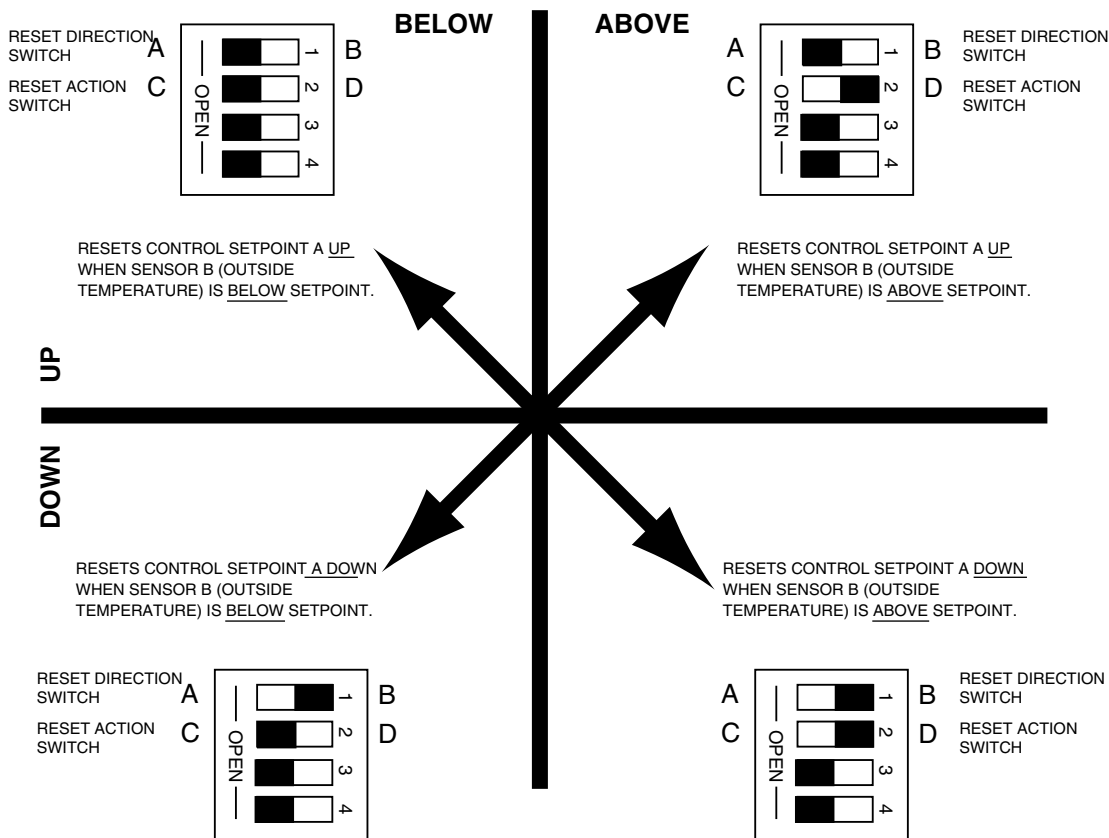 BELOW
ABOVE
RESET DIRECTION
SWITCH
A
B
RESET ACTION
SWITCH
C
D
OPEN
1
2
3
4
A
B
RESET DIRECTION
SWITCH
C
D
RESET ACTION
SWITCH
OPEN
1
2
3
4
RESETS CONTROL SETPOINT A UP
WHEN SENSOR B (OUTSIDE
TEMPERATURE) IS BELOW SETPOINT.
RESETS CONTROL SETPOINT A UP
WHEN SENSOR B (OUTSIDE
TEMPERATURE) IS ABOVE SETPOINT.
UP
DOWN
RESETS CONTROL SETPOINT A DOWN
WHEN SENSOR B (OUTSIDE
TEMPERATURE) IS BELOW SETPOINT.
RESETS CONTROL SETPOINT A DOWN
WHEN SENSOR B (OUTSIDE
TEMPERATURE) IS ABOVE SETPOINT.
RESET DIRECTION
SWITCH
A
B
RESET ACTION
SWITCH
C
D
OPEN
1
2
3
4
A
B
RESET DIRECTION
SWITCH
C
D
RESET ACTION
SWITCH
OPEN
1
2
3
4